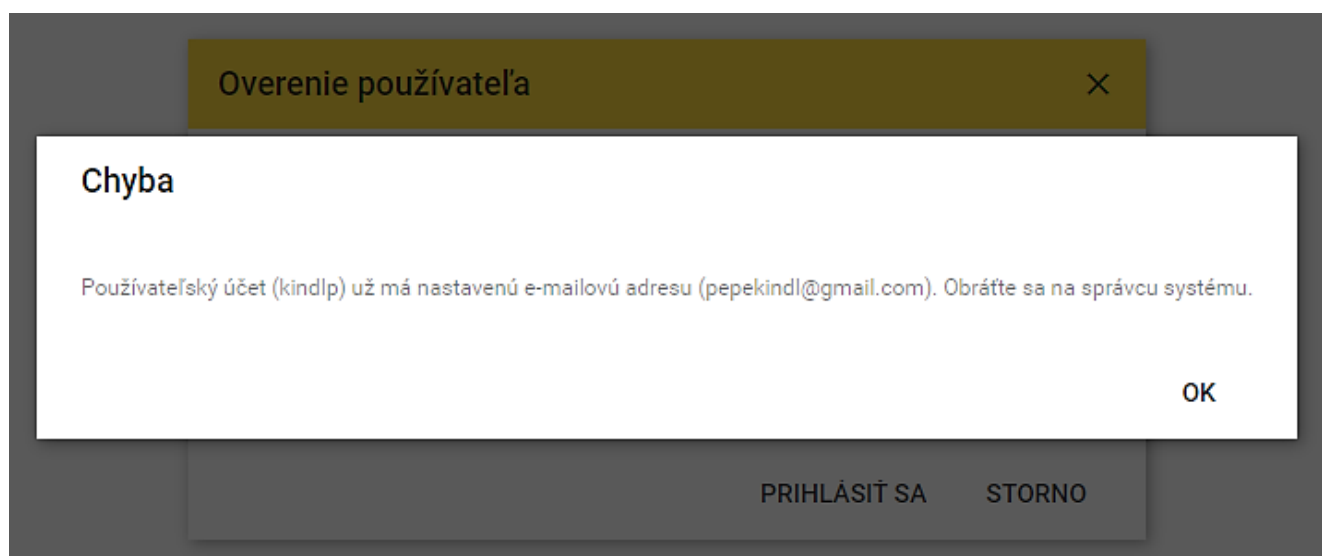 Overenie používateľa
Chyba
Používateľský účet (kindlp) už má nastavenú e-mailovú adresu (pepekindl@gmail.com). Obráťte sa na správcu systému.
OK
PRIHLÁSIŤ SA STORNO